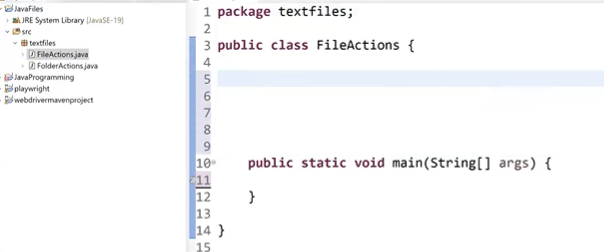 JavaFiles
JRE System Library [JavaSE-19]
src
textfiles
FileActions.java
FolderActions.java
JavaProgramming
playwright
webdrivermavenproject
1 package textfiles;
2
3 public class FileActions {
4
5
6
7
8
9
10 public static void main(String[] args) {
11
12 }
13
14 }
15